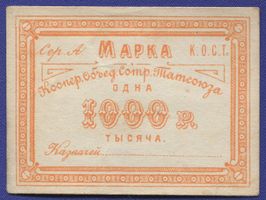 Сер. А МАРКА К.О.С.Т.
Коопер. Объед. Сотр. Татсоюза
ОДНА
1000 Р.
ТЫСЯЧА.
Казначей